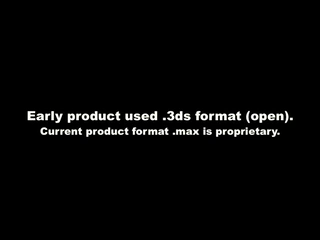 Early product used .3ds format (open).
Current product format .max is proprietary.